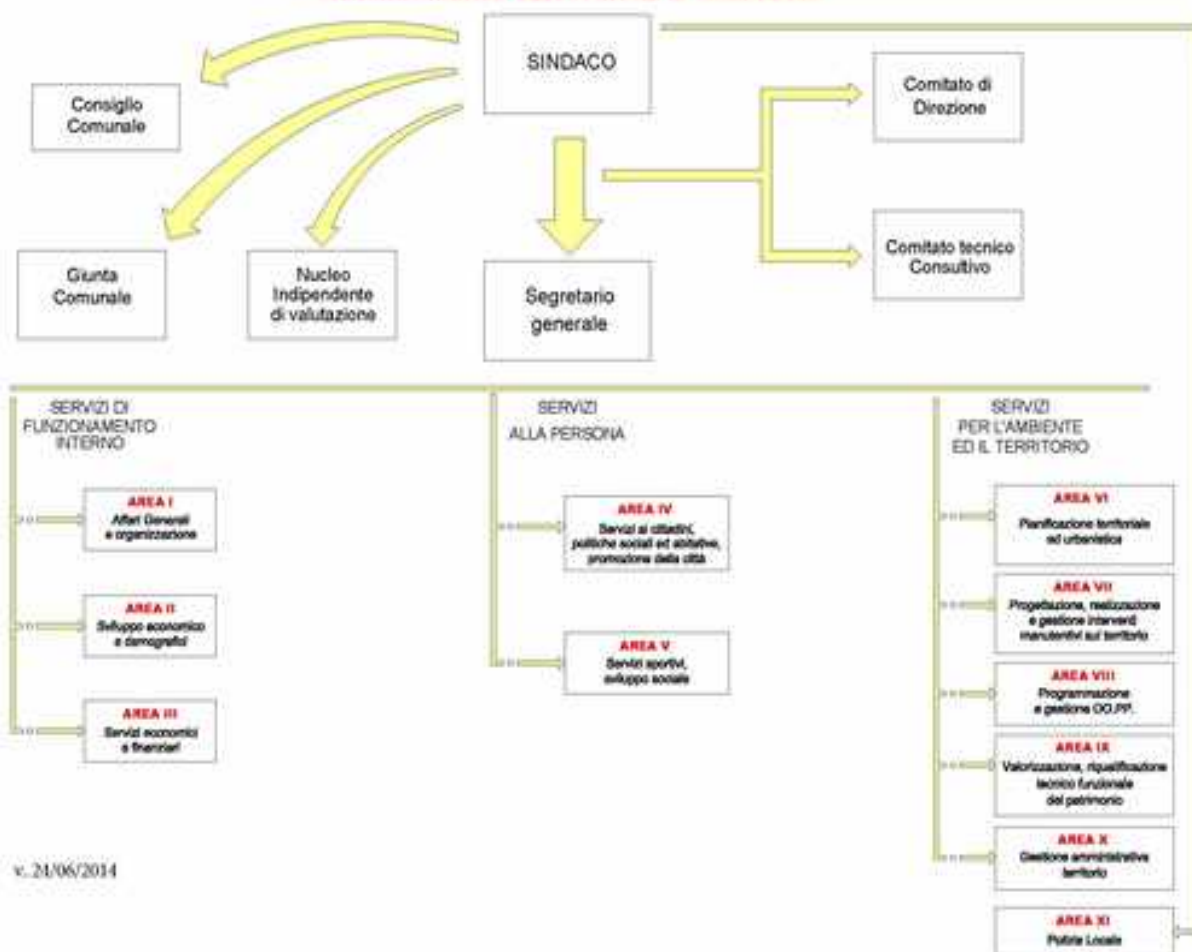 SINDACO
Consiglio
Comunale
Comitato di
Direzione
Giunta
Comunale
Nucleo
Indipendente
di valutazione
Segretario
generale
Comitato tecnico
Consultivo
SERVIZI DI
FUNZIONAMENTO
INTERNO
AREA I
Affari Generali
e organizzazione
AREA II
Sviluppo economico
e demografici
AREA III
Servizi economici
e finanziari
SERVIZI
ALLA PERSONA
AREA IV
Servizi ai cittadini,
politiche sociali ed abitative,
promozione della città
AREA V
Servizi sportivi,
sviluppo sociale
SERVIZI
PER L'AMBIENTE
ED IL TERRITORIO
AREA VI
Pianificazione territoriale
ed urbanistica
AREA VII
Progettazione, realizzazione
e gestione interventi
manutentivi sul territorio
AREA VIII
Programmazione
e gestione OO.PP.
AREA IX
Valorizzazione, riqualificazione
tecnico funzionale
del patrimonio
AREA X
Gestione amministrativa
territorio
AREA XI
Polizia Locale
v. 24/06/2014